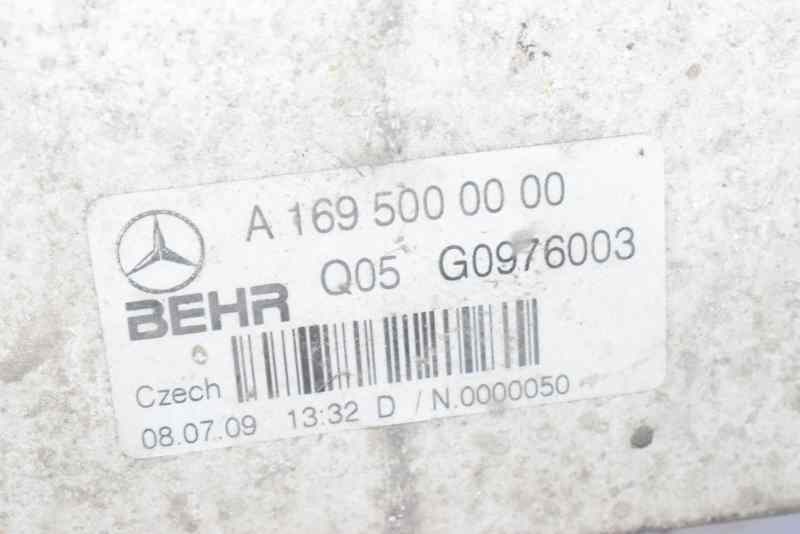 A 169 500 00 00
Q05 G0976003
BEHR
Czech
08.07.09 13:32 D / N.0000050